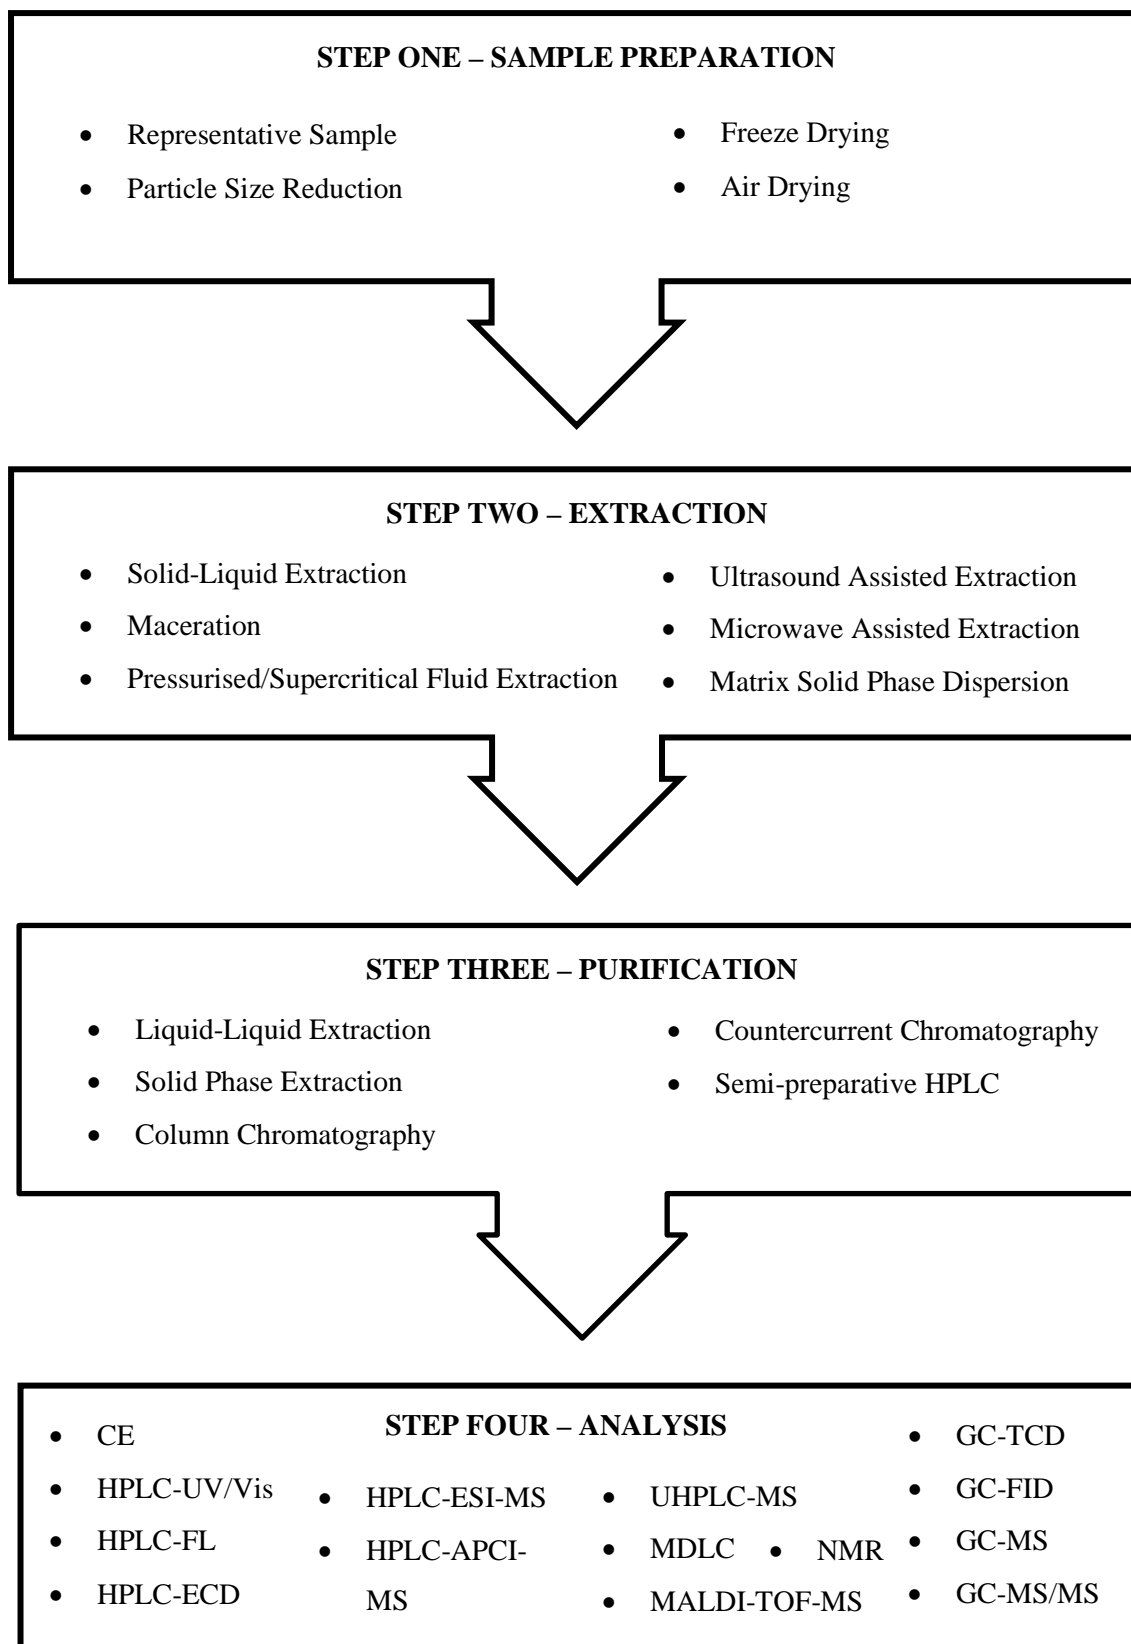 STEP ONE – SAMPLE PREPARATION
• Representative Sample
• Particle Size Reduction
• Freeze Drying
• Air Drying
STEP TWO – EXTRACTION
• Solid-Liquid Extraction
• Maceration
• Pressurised/Supercritical Fluid Extraction
• Ultrasound Assisted Extraction
• Microwave Assisted Extraction
• Matrix Solid Phase Dispersion
STEP THREE – PURIFICATION
• Liquid-Liquid Extraction
• Solid Phase Extraction
• Column Chromatography
• Countercurrent Chromatography
• Semi-preparative HPLC
STEP FOUR – ANALYSIS
• CE
• HPLC-UV/Vis
• HPLC-FL
• HPLC-ECD
• HPLC-ESI-MS
• HPLC-APCI-
MS
• UHPLC-MS
• MDLC • NMR
• MALDI-TOF-MS
• GC-TCD
• GC-FID
• GC-MS
• GC-MS/MS